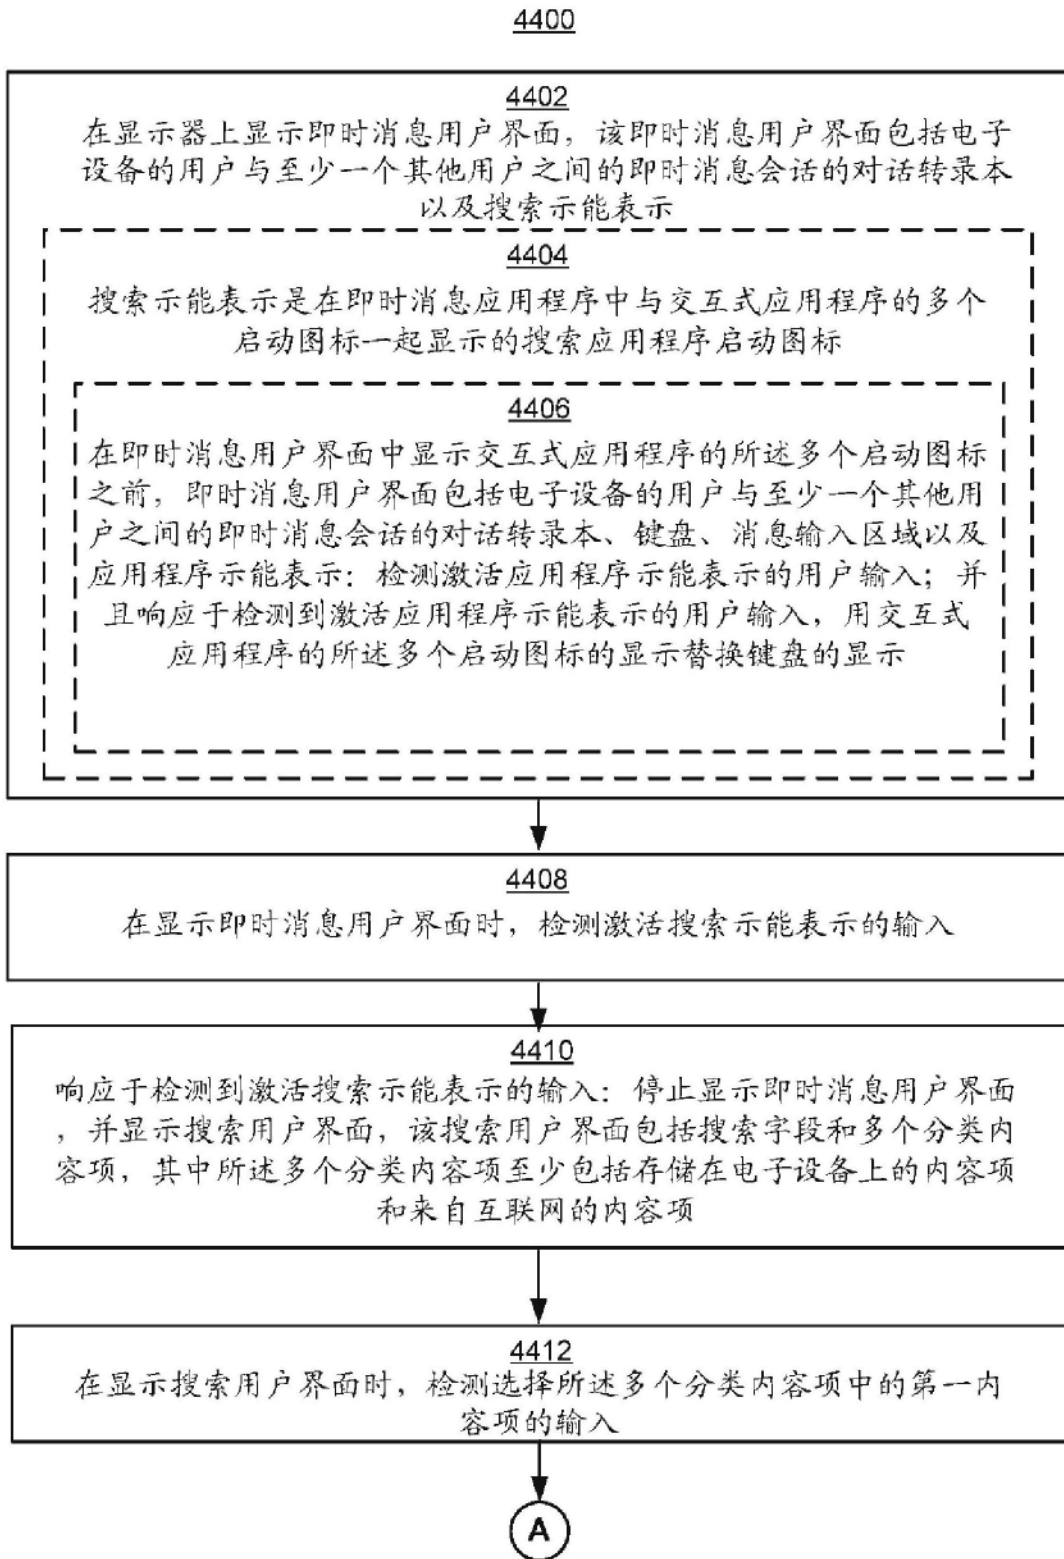 4400
4402
在显示器上显示即时消息用户界面，该即时消息用户界面包括电子
设备的用户与至少一个其他用户之间的即时消息会话的对话转录本
以及搜索示能表示
4404
搜索示能表示是在即时消息应用程序中与交互式应用程序的多个
启动图标一起显示的搜索应用程序启动图标
4406
在即时消息用户界面中显示交互式应用程序的所述多个启动图标
之前，即时消息用户界面包括电子设备的用户与至少一个其他用
户之间的即时消息会话的对话转录本、键盘、消息输入区域以及
应用程序示能表示：检测激活应用程序示能表示的用户输入；并
且响应于检测到激活应用程序示能表示的用户输入，用交互式
应用程序的所述多个启动图标的显示替换键盘的显示
4408
在显示即时消息用户界面时，检测激活搜索示能表示的输入
4410
响应于检测到激活搜索示能表示的输入：停止显示即时消息用户界面
，并显示搜索用户界面，该搜索用户界面包括搜索字段和多个分类内
容项，其中所述多个分类内容项至少包括存储在电子设备上的内容项
和来自互联网的内容项
4412
在显示搜索用户界面时，检测选择所述多个分类内容项中的第一内
容项的输入
A